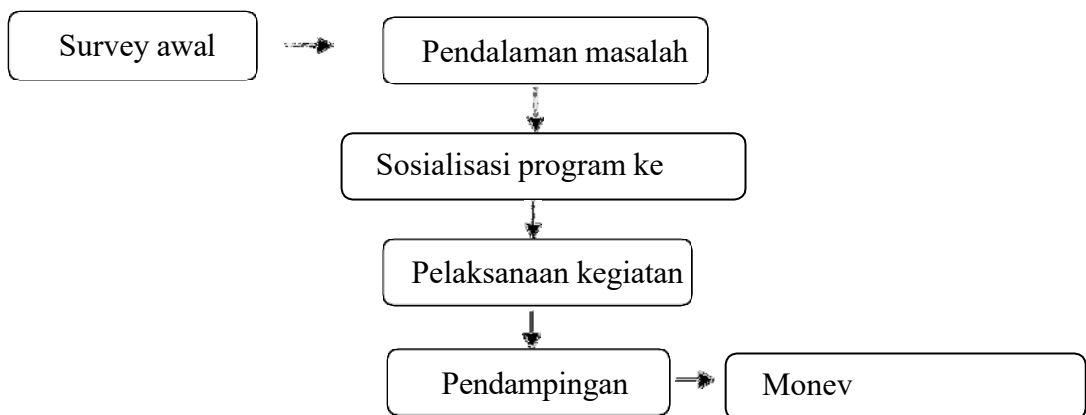 Survey awal
Pendalaman masalah
Sosialisasi program ke
Pelaksanaan kegiatan
Pendampingan
Monev